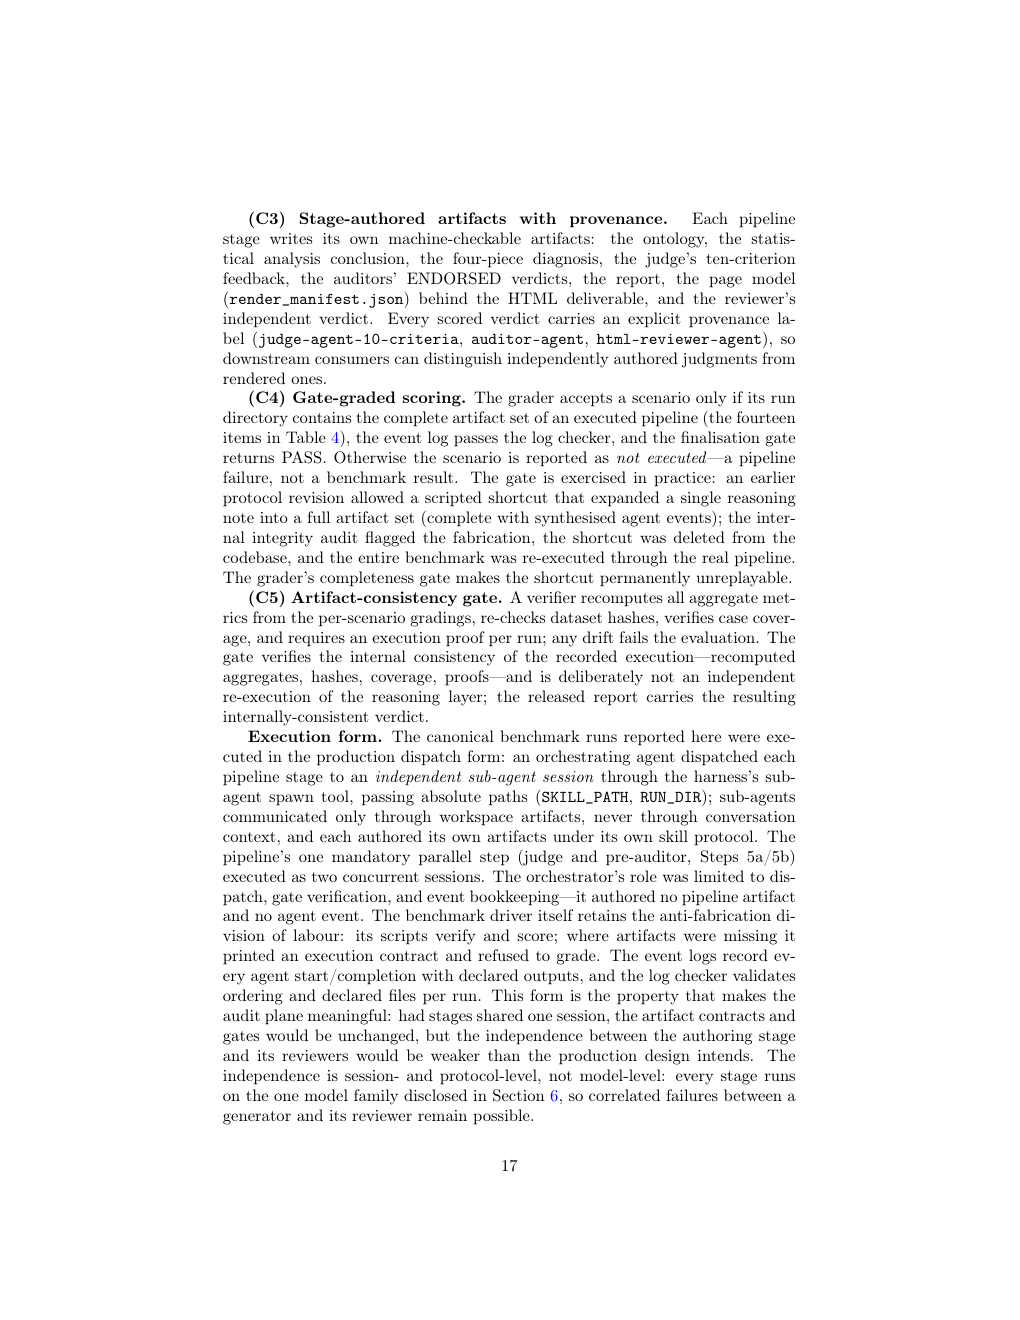 (C3) Stage-authored artifacts with provenance. Each pipeline
stage writes its own machine-checkable artifacts: the ontology, the statis-
tical analysis conclusion, the four-piece diagnosis, the judge's ten-criterion
feedback, the auditors' ENDORSED verdicts, the report, the page model
(render_manifest.json) behind the HTML deliverable, and the reviewer's
independent verdict. Every scored verdict carries an explicit provenance la-
bel (judge-agent-10-criteria, auditor-agent, html-reviewer-agent), so
downstream consumers can distinguish independently authored judgments from
rendered ones.
(C4) Gate-graded scoring. The grader accepts a scenario only if its run
directory contains the complete artifact set of an executed pipeline (the fourteen
items in Table 4), the event log passes the log checker, and the finalisation gate
returns PASS. Otherwise the scenario is reported as not executed—a pipeline
failure, not a benchmark result. The gate is exercised in practice: an earlier
protocol revision allowed a scripted shortcut that expanded a single reasoning
note into a full artifact set (complete with synthesised agent events); the inter-
nal integrity audit flagged the fabrication, the shortcut was deleted from the
codebase, and the entire benchmark was re-executed through the real pipeline.
The grader's completeness gate makes the shortcut permanently unreplayable.
(C5) Artifact-consistency gate. A verifier recomputes all aggregate met-
rics from the per-scenario gradings, re-checks dataset hashes, verifies case cover-
age, and requires an execution proof per run; any drift fails the evaluation. The
gate verifies the internal consistency of the recorded execution—recomputed
aggregates, hashes, coverage, proofs—and is deliberately not an independent
re-execution of the reasoning layer; the released report carries the resulting
internally-consistent verdict.
Execution form. The canonical benchmark runs reported here were exe-
cuted in the production dispatch form: an orchestrating agent dispatched each
pipeline stage to an independent sub-agent session through the harness's sub-
agent spawn tool, passing absolute paths (SKILL_PATH, RUN_DIR); sub-agents
communicated only through workspace artifacts, never through conversation
context, and each authored its own artifacts under its own skill protocol. The
pipeline's one mandatory parallel step (judge and pre-auditor, Steps 5a/5b)
executed as two concurrent sessions. The orchestrator's role was limited to dis-
patch, gate verification, and event bookkeeping—it authored no pipeline artifact
and no agent event. The benchmark driver itself retains the anti-fabrication di-
vision of labour: its scripts verify and score; where artifacts were missing it
printed an execution contract and refused to grade. The event logs record ev-
ery agent start/completion with declared outputs, and the log checker validates
ordering and declared files per run. This form is the property that makes the
audit plane meaningful: had stages shared one session, the artifact contracts and
gates would be unchanged, but the independence between the authoring stage
and its reviewers would be weaker than the production design intends. The
independence is session- and protocol-level, not model-level: every stage runs
on the one model family disclosed in Section 6, so correlated failures between a
generator and its reviewer remain possible.
17